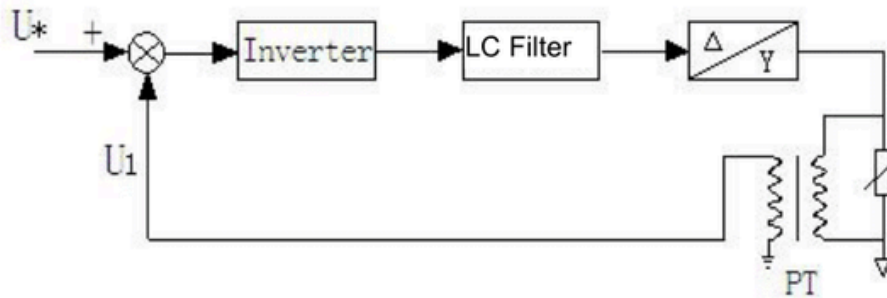 U* +
Inverter
LC Filter
Δ
Y
U1
PT